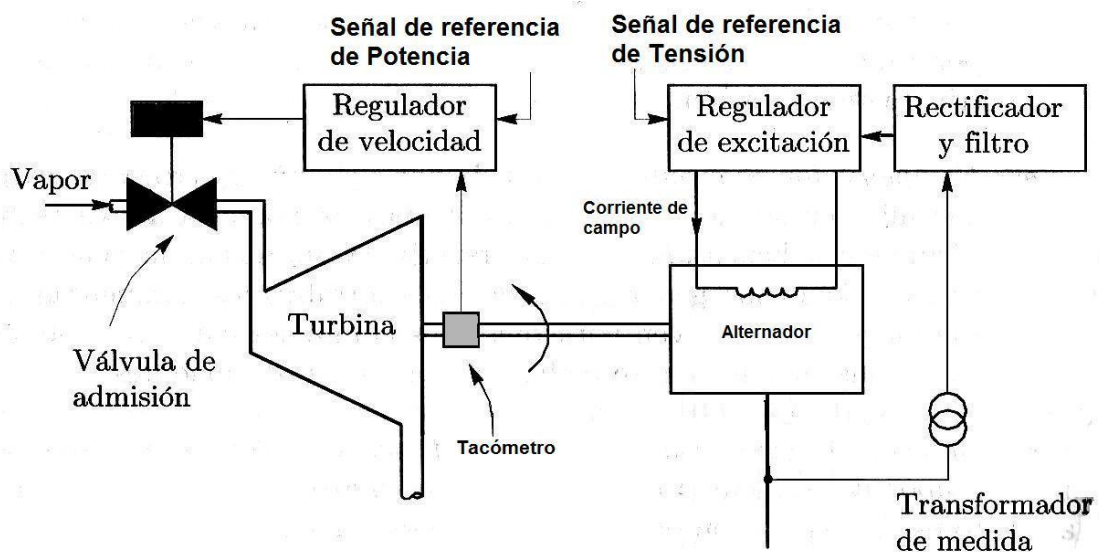 Señal de referencia
de Potencia
Señal de referencia
de Tensión
Regulador
de velocidad
Regulador
de excitación
Rectificador
y filtro
Vapor
Corriente de
campo
Turbina
Alternador
Válvula de
admisión
Tacómetro
Transformador
de medida